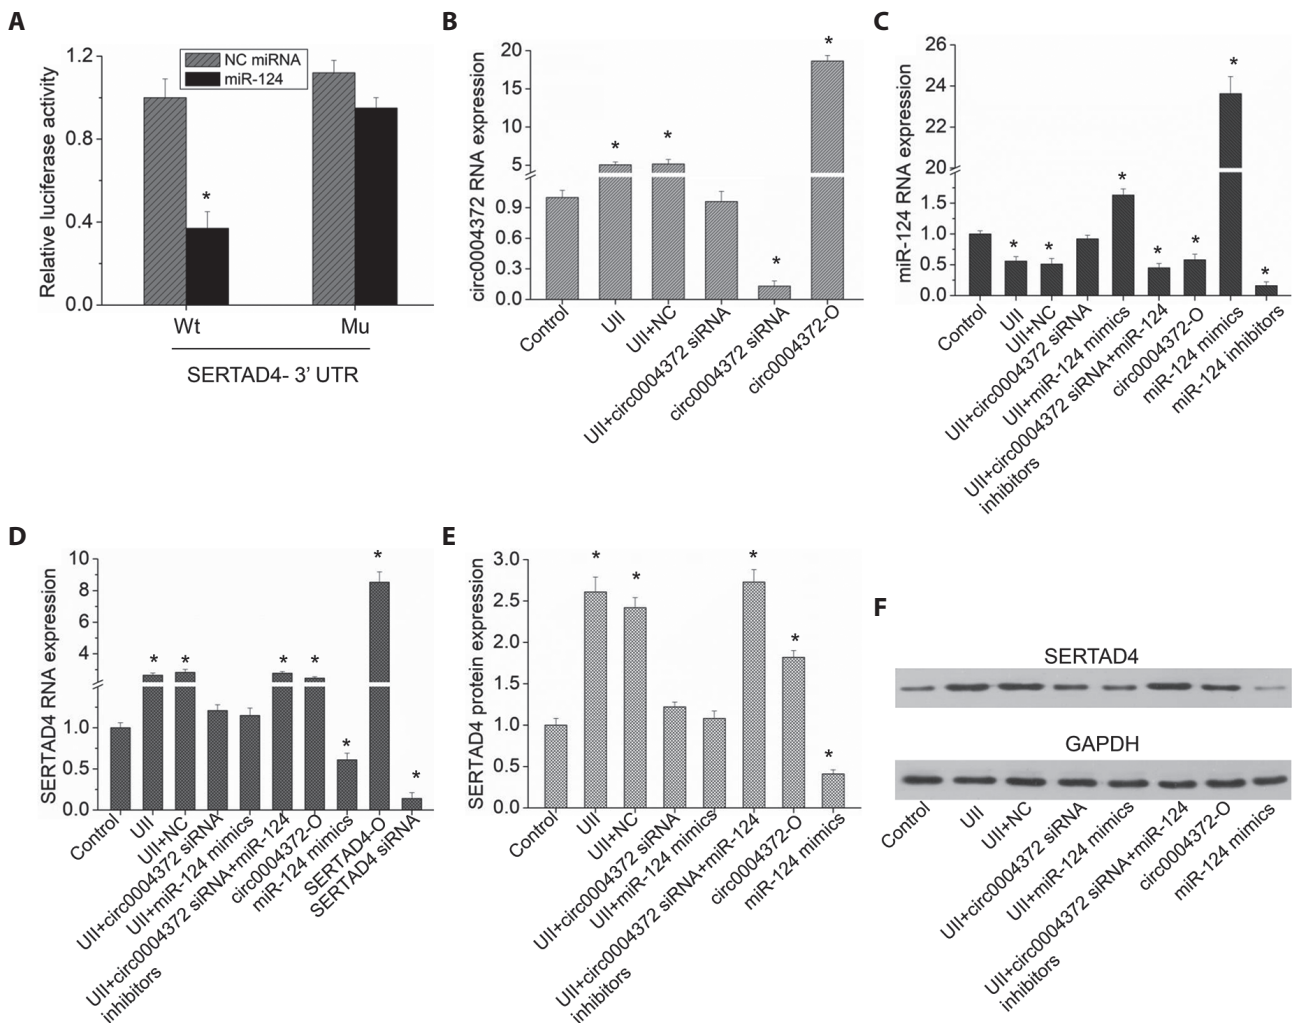 A
Relative luciferase activity
1.2
0.8
0.4
0.0
NC miRNA
miR-124
*
Wt
Mu
SERTAD4- 3’ UTR
B
circ0004372 RNA expression
20
15
10
5
0.9
0.6
0.3
0.0
*
*
*
*
Control
UII
UII+NC
UII+circ0004372 siRNA
circ0004372 siRNA
circ0004372-O
C
miR-124 RNA expression
26
24
22
20
1.5
1.0
0.5
0.0
*
*
*
*
*
*
*
Control
UII
UII+NC
UII+circ0004372 siRNA
UII+miR-124 mimics
UII+circ0004372 siRNA+miR-124
inhibitors
circ0004372-O
miR-124 mimics
miR-124 inhibitors
D
SERTAD4 RNA expression
10
8
6
4
1.0
0.5
0.0
*
*
*
*
*
*
*
Control
UII
UII+NC
UII+circ0004372 siRNA
UII+miR-124 mimics
UII+circ0004372 siRNA+miR-124
inhibitors
circ0004372-O
miR-124 mimics
SERTAD4-O
SERTAD4 siRNA
E
SERTAD4 protein expression
3.0
2.5
2.0
1.5
1.0
0.5
0.0
*
*
*
*
*
Control
UII
UII+NC
UII+circ0004372 siRNA
UII+miR-124 mimics
UII+circ0004372 siRNA+miR-124
inhibitors
circ0004372-O
miR-124 mimics
F
SERTAD4
GAPDH
Control
UII
UII+NC
UII+circ0004372 siRNA
UII+miR-124 mimics
UII+circ0004372 siRNA+miR-124
inhibitors
circ0004372-O
miR-124 mimics